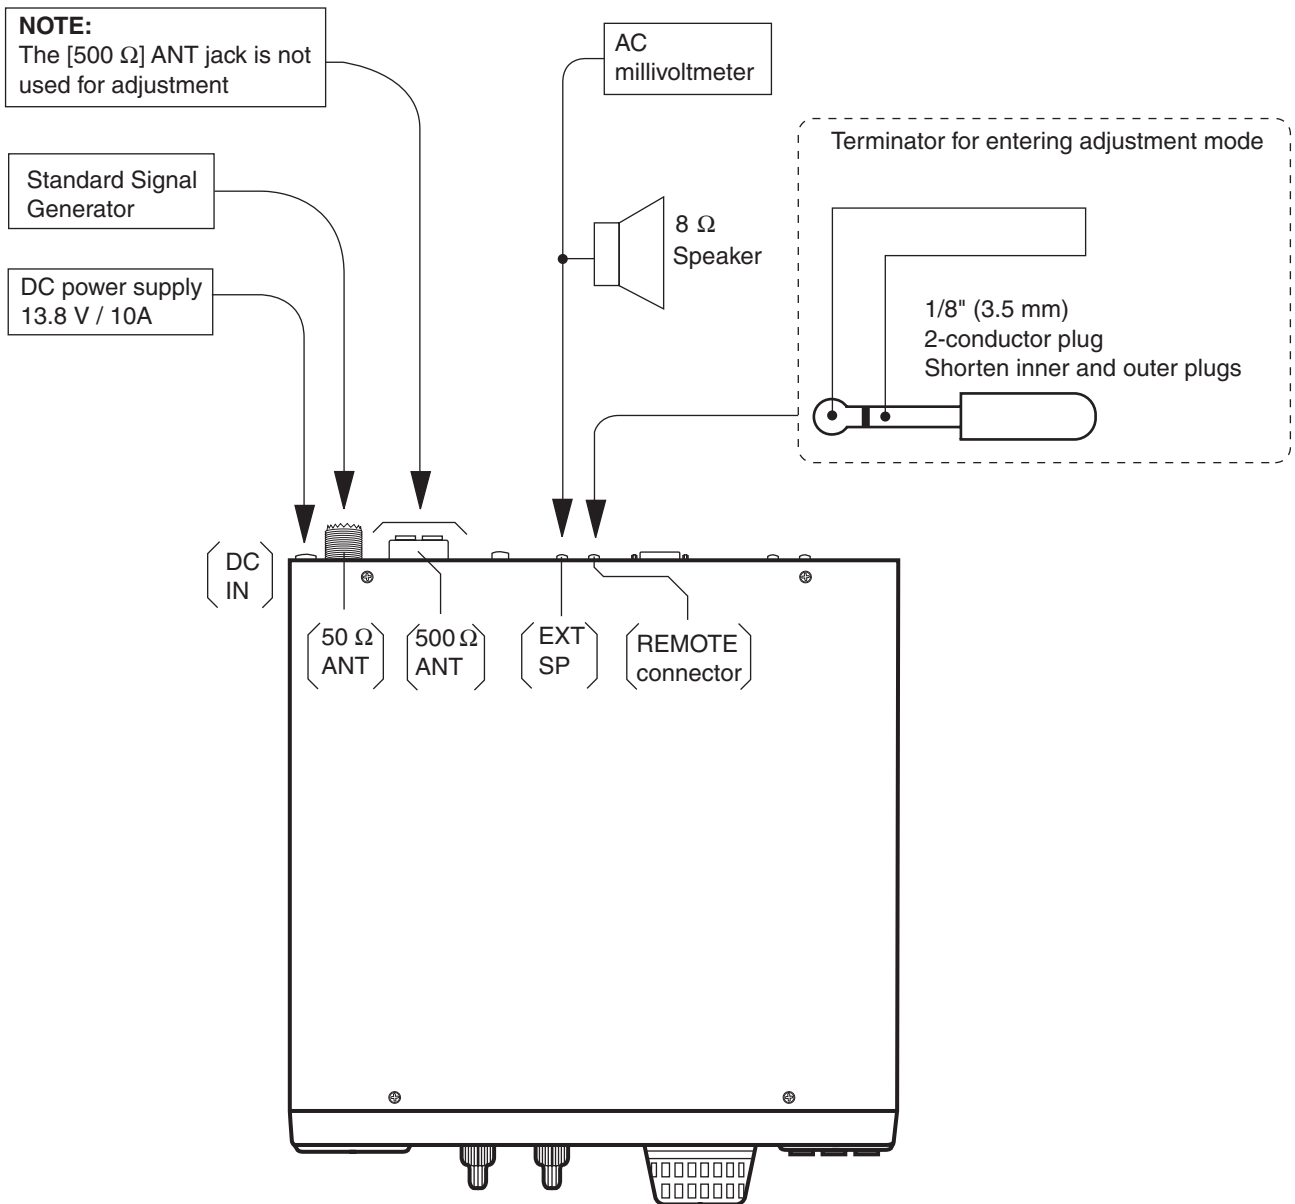 NOTE:
The [500 Ω] ANT jack is not
used for adjustment
AC
millivoltmeter
Terminator for entering adjustment mode
Standard Signal
Generator
8 Ω
Speaker
DC power supply
13.8 V / 10A
1/8" (3.5 mm)
2-conductor plug
Shorten inner and outer plugs
DC
IN
50 Ω
ANT
500 Ω
ANT
EXT
SP
REMOTE
connector